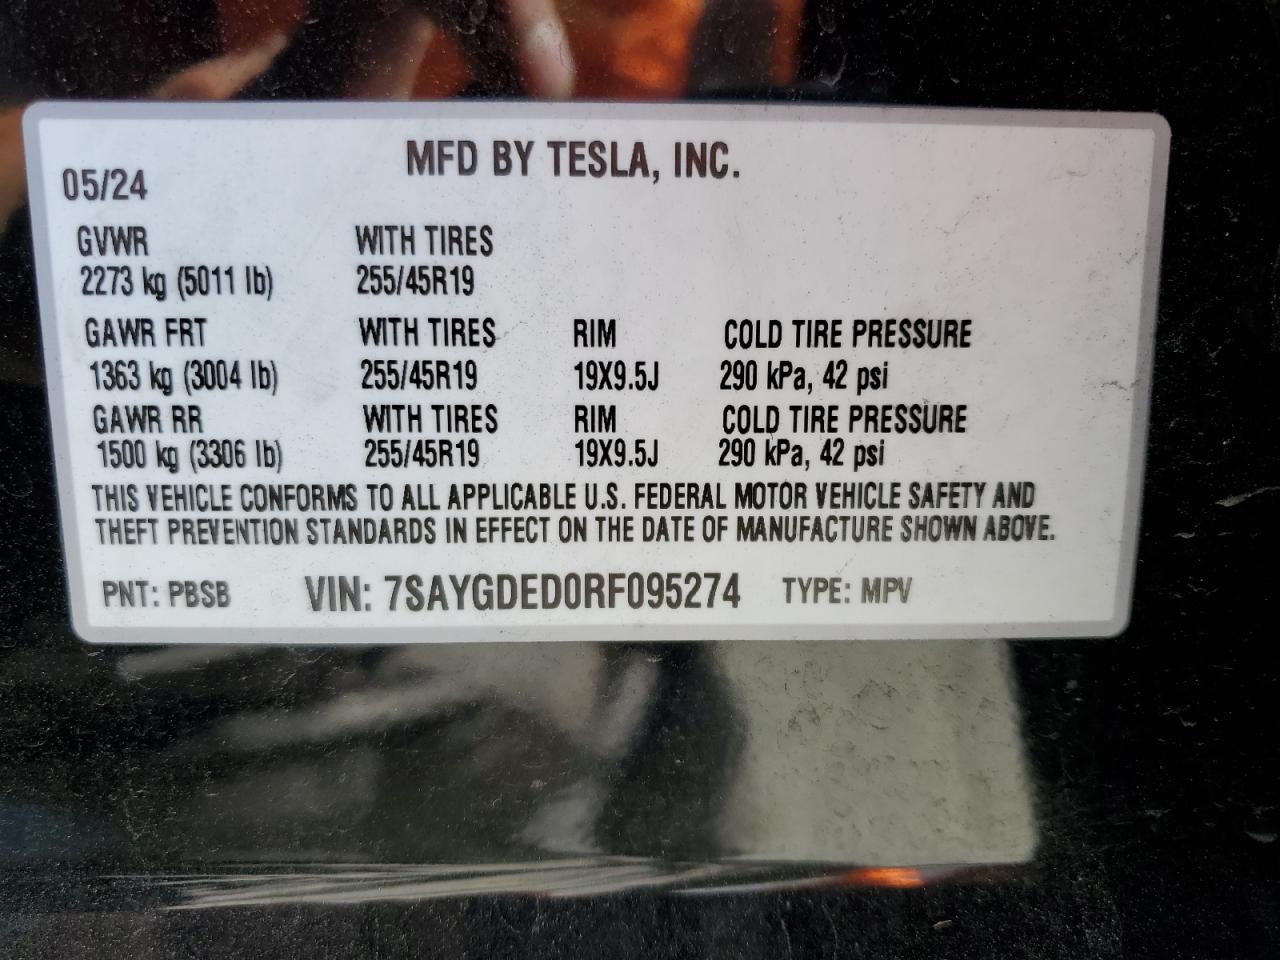 MFD BY TESLA, INC.
05/24
GVWR WITH TIRES
2273 kg (5011 lb) 255/45R19
GAWR FRT WITH TIRES RIM COLD TIRE PRESSURE
1363 kg (3004 lb) 255/45R19 19X9.5J 290 kPa, 42 psi
GAWR RR WITH TIRES RIM COLD TIRE PRESSURE
1500 kg (3306 lb) 255/45R19 19X9.5J 290 kPa, 42 psi
THIS VEHICLE CONFORMS TO ALL APPLICABLE U.S. FEDERAL MOTOR VEHICLE SAFETY AND
THEFT PREVENTION STANDARDS IN EFFECT ON THE DATE OF MANUFACTURE SHOWN ABOVE.
PNT: PBSB VIN: 7SAYGDED0RF095274 TYPE: MPV